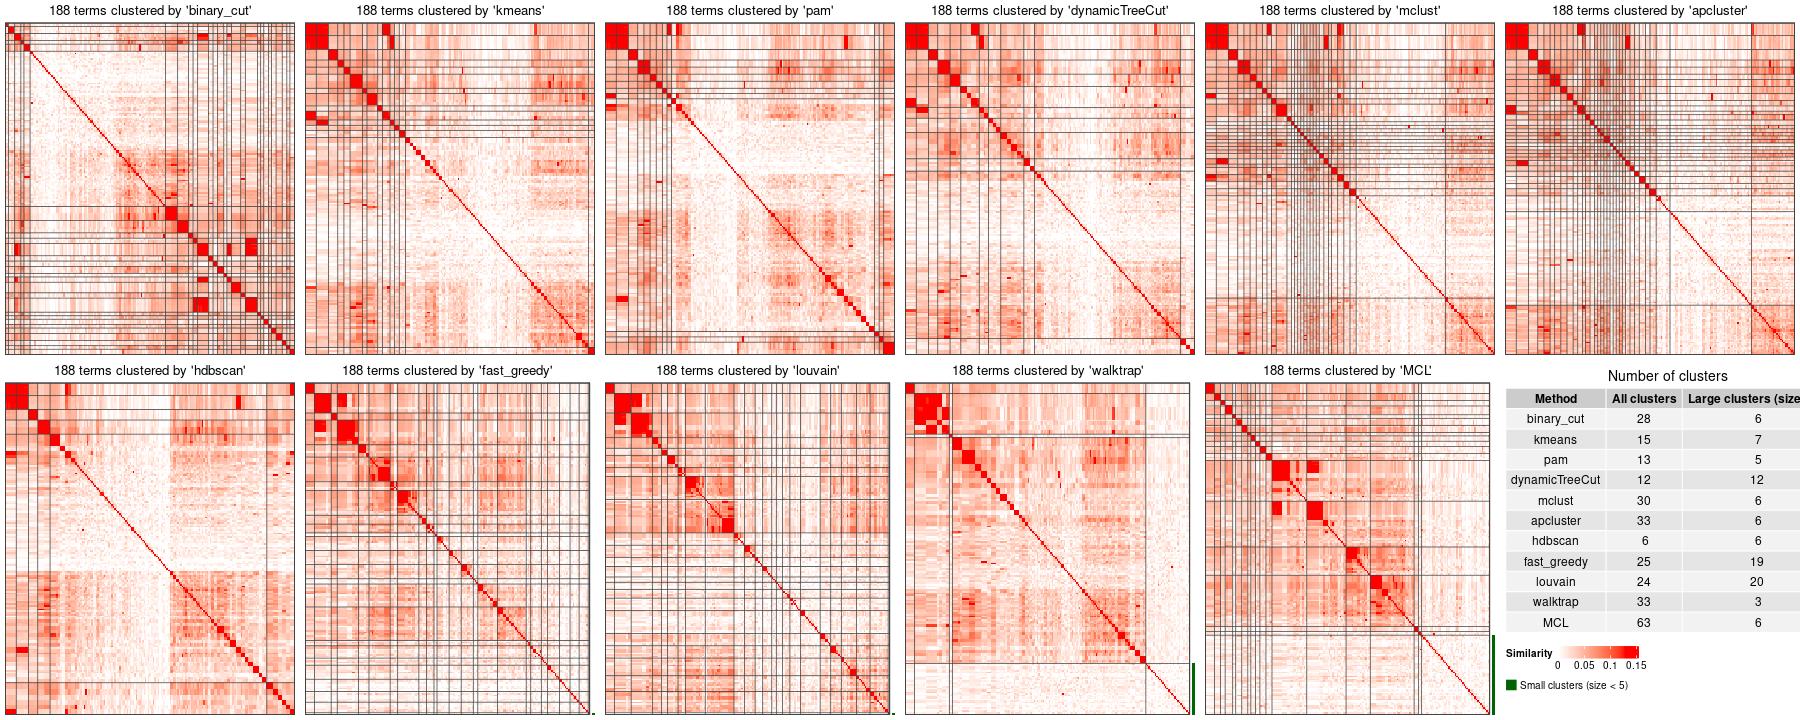 188 terms clustered by 'binary_cut'
188 terms clustered by 'kmeans'
188 terms clustered by 'pam'
188 terms clustered by 'dynamicTreeCut'
188 terms clustered by 'mclust'
188 terms clustered by 'apcluster'
188 terms clustered by 'hdbscan'
188 terms clustered by 'fast_greedy'
188 terms clustered by 'louvain'
188 terms clustered by 'walktrap'
188 terms clustered by 'MCL'
Number of clusters
Method All clusters Large clusters (size
binary_cut 28 6
kmeans 15 7
pam 13 5
dynamicTreeCut 12 12
mclust 30 6
apcluster 33 6
hdbscan 6 6
fast_greedy 25 19
louvain 24 20
walktrap 33 3
MCL 63 6
Similarity
0 0.05 0.1 0.15
Small clusters (size < 5)